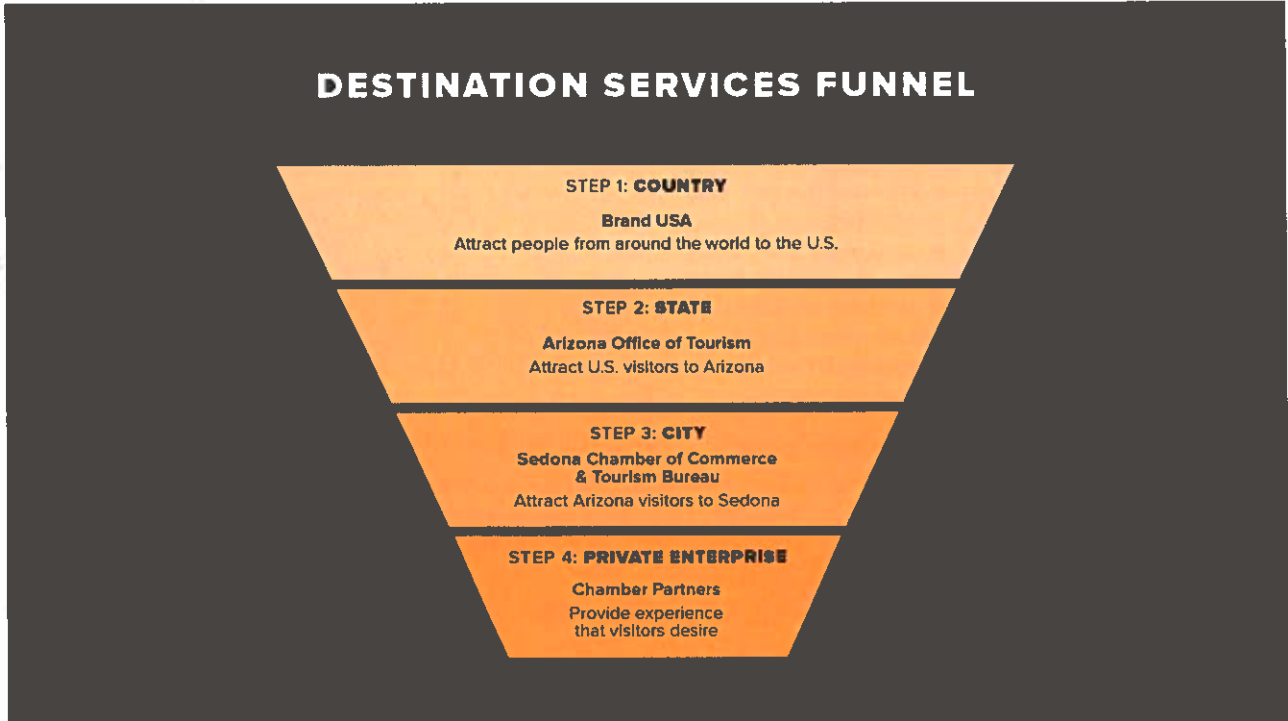 DESTINATION SERVICES FUNNEL
STEP 1: COUNTRY
Brand USA
Attract people from around the world to the U.S.
STEP 2: STATE
Arizona Office of Tourism
Attract U.S. visitors to Arizona
STEP 3: CITY
Sedona Chamber of Commerce
& Tourism Bureau
Attract Arizona visitors to Sedona
STEP 4: PRIVATE ENTERPRISE
Chamber Partners
Provide experience
that visitors desire